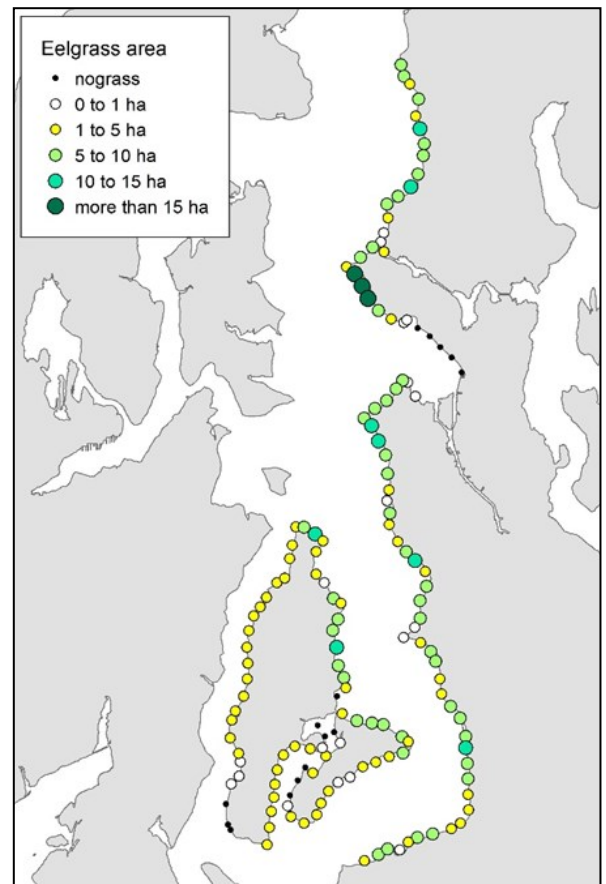 Eelgrass area
nograss
0 to 1 ha
1 to 5 ha
5 to 10 ha
10 to 15 ha
more than 15 ha